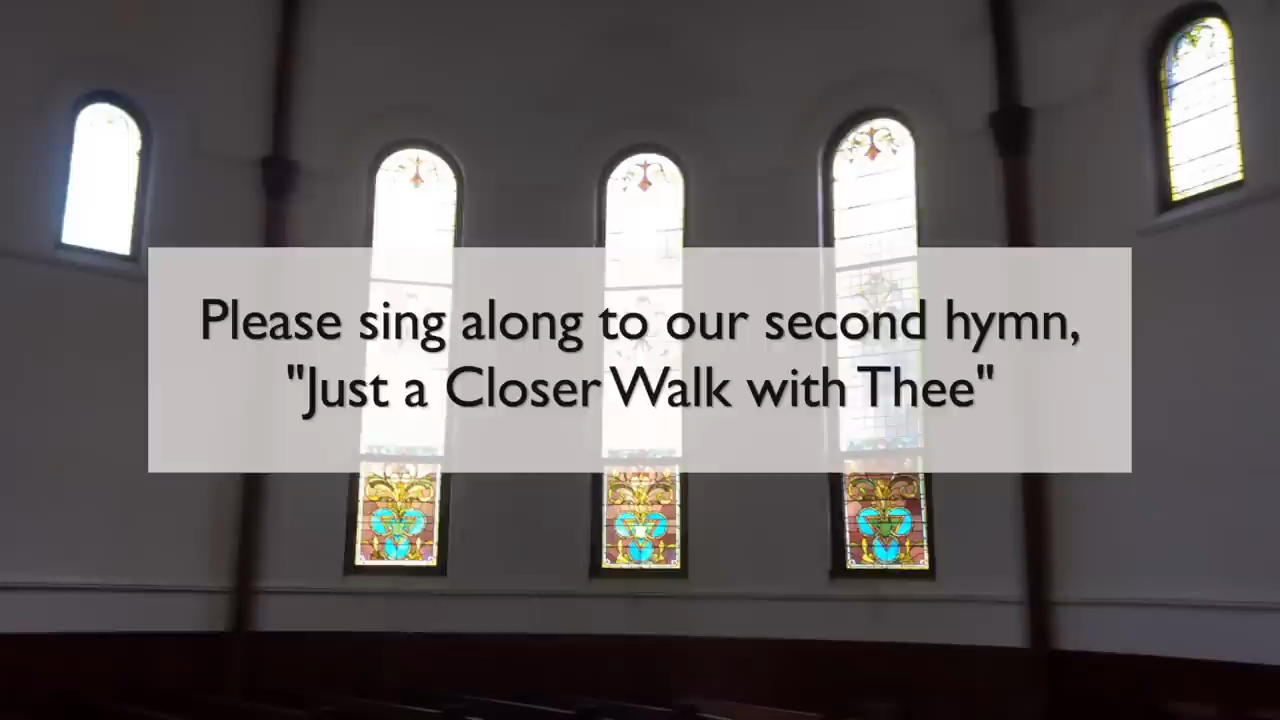 Please sing along to our second hymn,
"Just a Closer Walk with Thee"